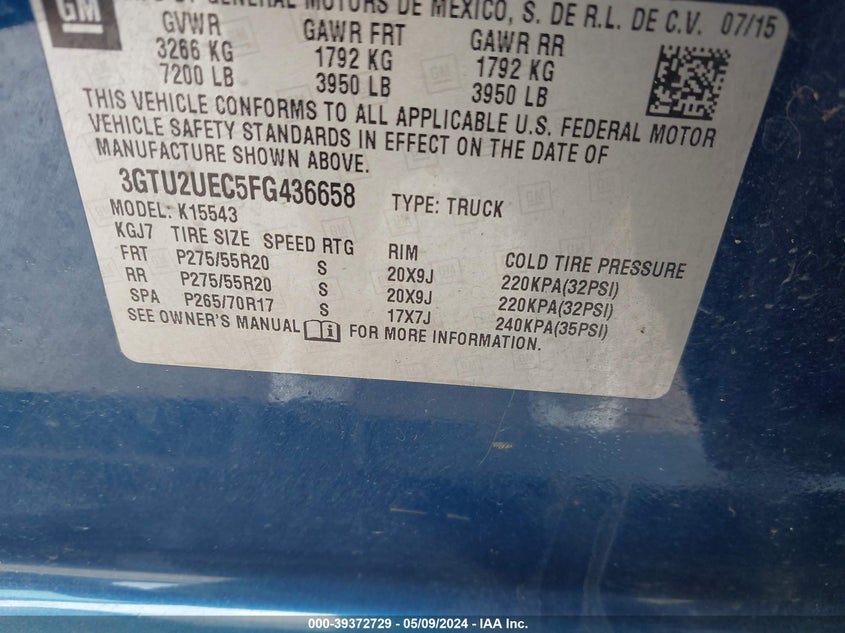 GM
OF GENERAL MOTORS DE MEXICO, S. DE R.L. DE C.V. 07/15
GVWR GAWR FRT GAWR RR
3266 KG 1792 KG 1792 KG
7200 LB 3950 LB 3950 LB
THIS VEHICLE CONFORMS TO ALL APPLICABLE U.S. FEDERAL MOTOR
VEHICLE SAFETY STANDARDS IN EFFECT ON THE DATE OF
MANUFACTURE SHOWN ABOVE.
3GTU2UEC5FG436658 TYPE: TRUCK
MODEL: K15543
KGJ7 TIRE SIZE SPEED RTG RIM COLD TIRE PRESSURE
FRT P275/55R20 S 20X9J 220KPA(32PSI)
RR P275/55R20 S 20X9J 220KPA(32PSI)
SPA P265/70R17 S 17X7J 240KPA(35PSI)
SEE OWNER'S MANUAL FOR MORE INFORMATION.
000-39372729 - 05/09/2024 - IAA Inc.